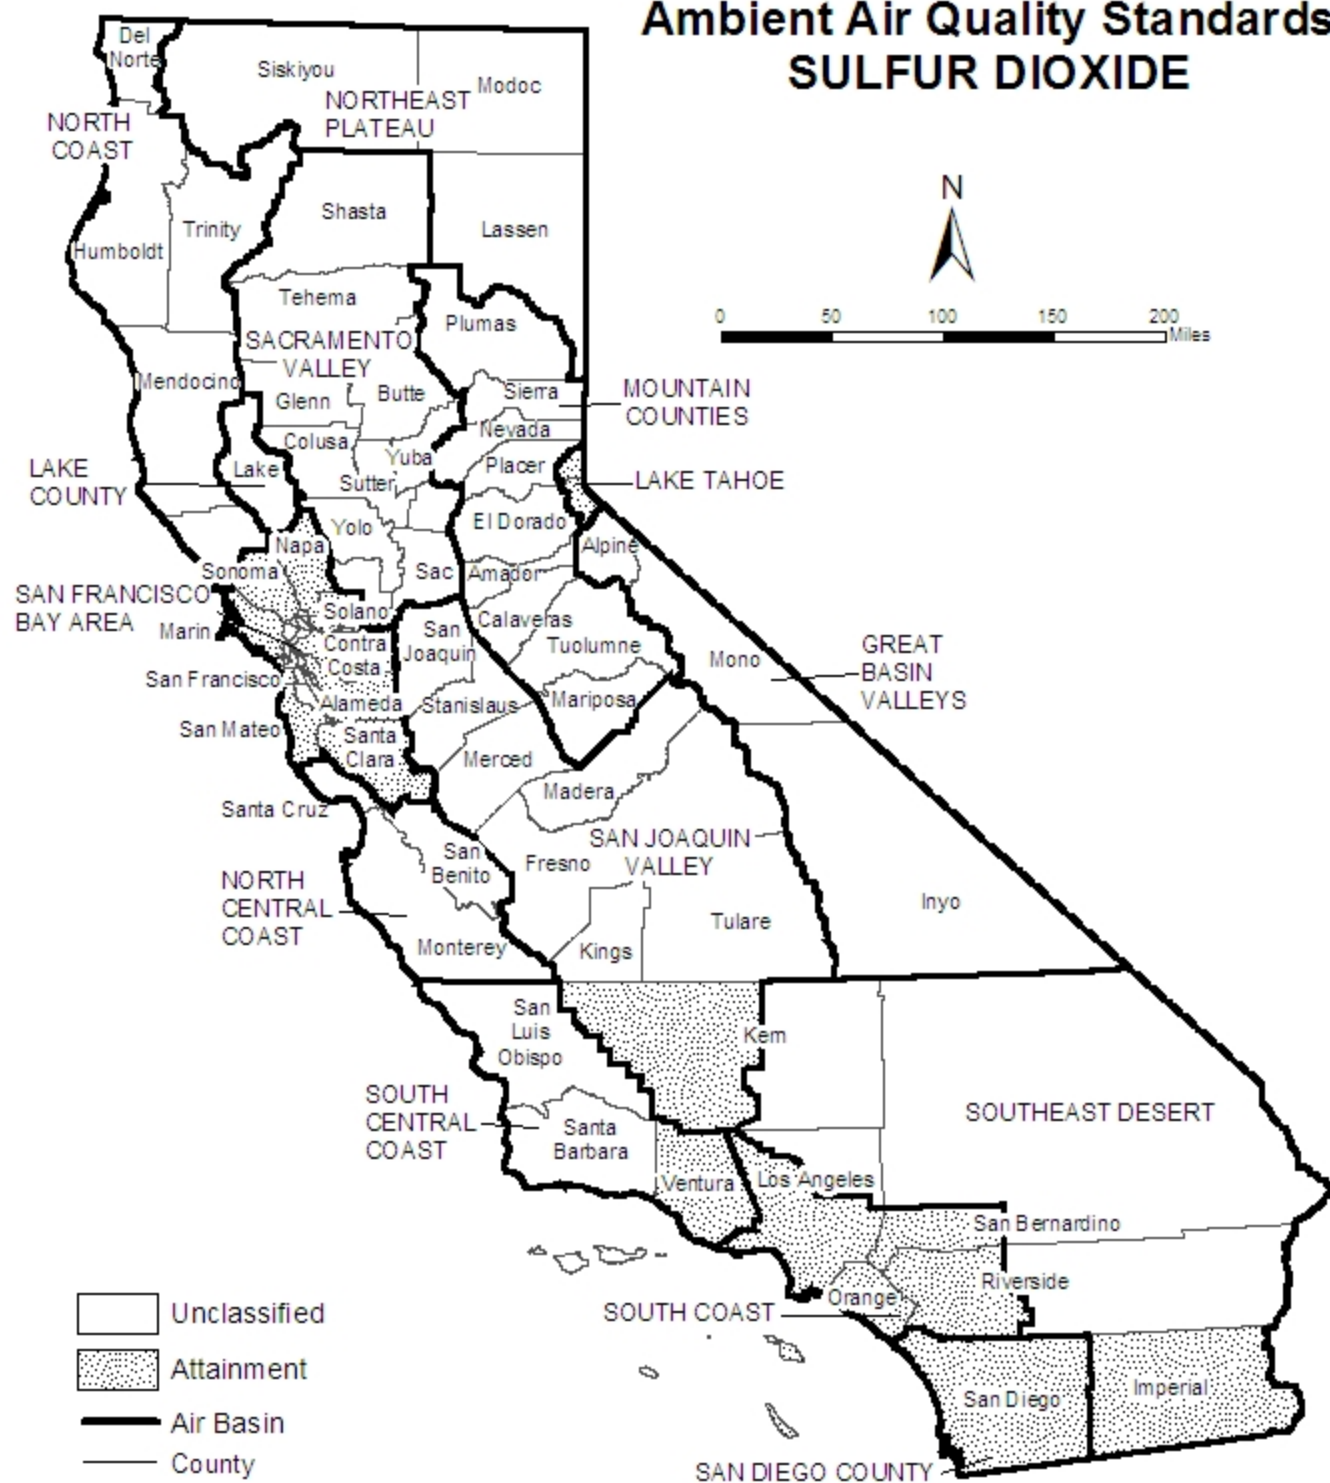 Ambient Air Quality Standards
SULFUR DIOXIDE
Del
Norte
Siskiyou
Modoc
NORTHEAST
PLATEAU
NORTH
COAST
N
Shasta
Trinity
Lassen
Humboldt
Tehema
0 50 100 150 200
Miles
Plumas
SACRAMENTO
VALLEY
Mendocino
Glenn
Butte
Sierra
MOUNTAIN
COUNTIES
Colusa
Nevada
Yuba
Placer
LAKE
COUNTY
Lake
Sutter
LAKE TAHOE
Yolo
El Dorado
Napa
Alpine
Sonoma
Sac
Amador
SAN FRANCISCO
BAY AREA
Solano
Marin
Calaveras
San
Joaquin
Contra
Costa
Tuolumne
Mono
GREAT
BASIN
VALLEYS
San Francisco
Alameda
Stanislaus
Mariposa
San Mateo
Santa
Clara
Merced
Madera
Santa Cruz
SAN JOAQUIN
VALLEY
San
Benito
Fresno
NORTH
CENTRAL
COAST
Inyo
Tulare
Monterey
Kings
San
Luis
Obispo
Kern
SOUTH
CENTRAL
COAST
SOUTHEAST DESERT
Santa
Barbara
Ventura
Los Angeles
San Bernardino
Riverside
Orange
SOUTH COAST
San Diego
Imperial
SAN DIEGO COUNTY
Unclassified
Attainment
Air Basin
County